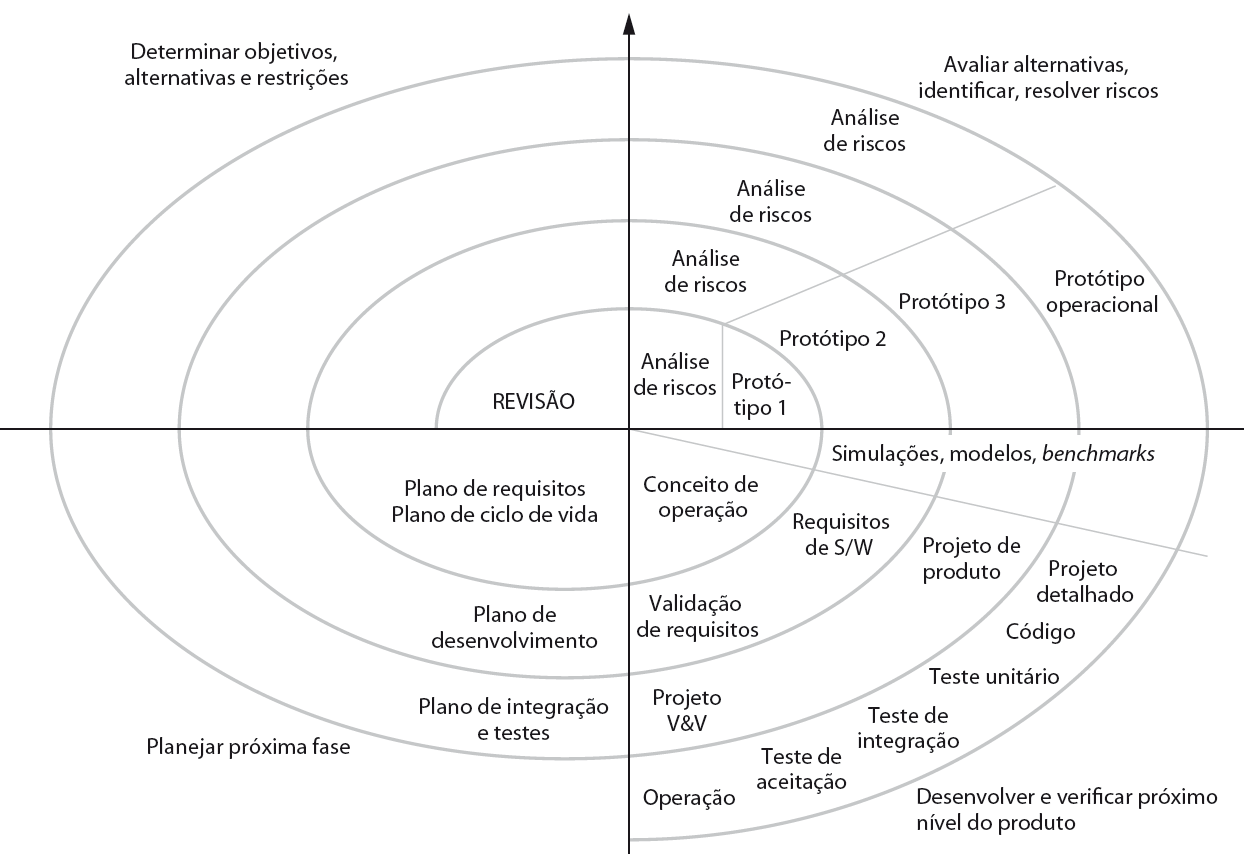 Determinar objetivos,
alternativas e restrições
Avaliar alternativas,
identificar, resolver riscos
Análise
de riscos
Análise
de riscos
Análise
de riscos
Protótipo
operacional
Protótipo 3
Protótipo 2
Análise
de riscos
Protó-
tipo 1
REVISÃO
Simulações, modelos, benchmarks
Plano de requisitos
Plano de ciclo de vida
Conceito de
operação
Requisitos
de S/W
Projeto de
produto
Projeto
detalhado
Plano de
desenvolvimento
Validação
de requisitos
Código
Teste unitário
Plano de integração
e testes
Projeto
V&V
Teste de
integração
Teste de
aceitação
Operação
Planejar próxima fase
Desenvolver e verificar próximo
nível do produto